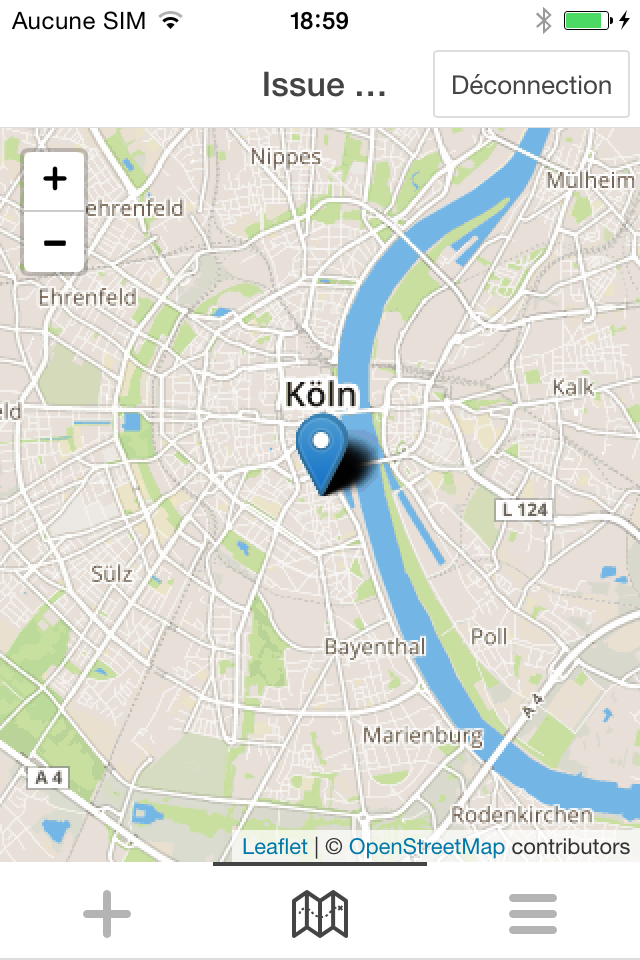 Aucune SIM 18:59
Issue ... Déconnection
Nippes
Mülheim
+
ehrenfeld
−
Ehrenfeld
Köln
Kalk
eld
L 124
Sülz
Poll
Bayenthal
A 4
Marienburg
A 4
Rodenkirchen
Leaflet | © OpenStreetMap contributors